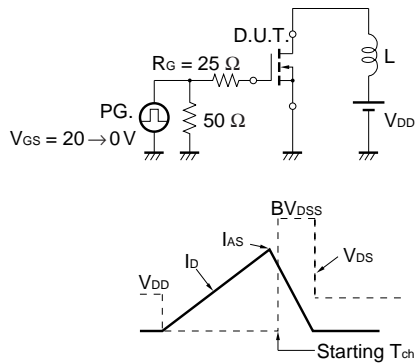 D.U.T.
RG = 25 Ω
L
PG.
50 Ω
VDD
VGS = 20 → 0 V
BVDSS
IAS
ID
VDS
VDD
Starting Tch